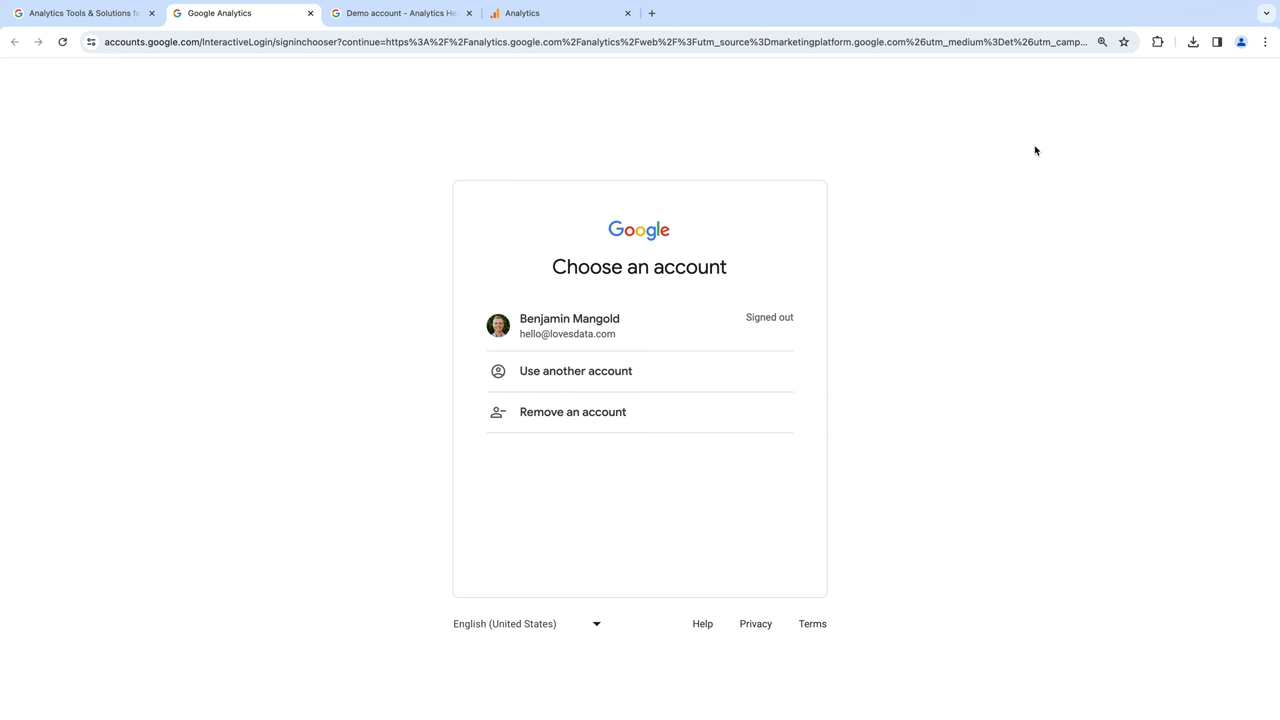 Analytics Tools & Solutions fo
Google Analytics
Demo account - Analytics He
Analytics
accounts.google.com/InteractiveLogin/signinchooser?continue=https%3A%2F%2Fanalytics.google.com%2Fanalytics%2Fweb%2F%3Futm_source%3Dmarketingplatform.google.com%26utm_medium%3Det%26utm_camp...
Google
Choose an account
Benjamin Mangold
Signed out
hello@lovesdata.com
Use another account
Remove an account
English (United States)
Help
Privacy
Terms